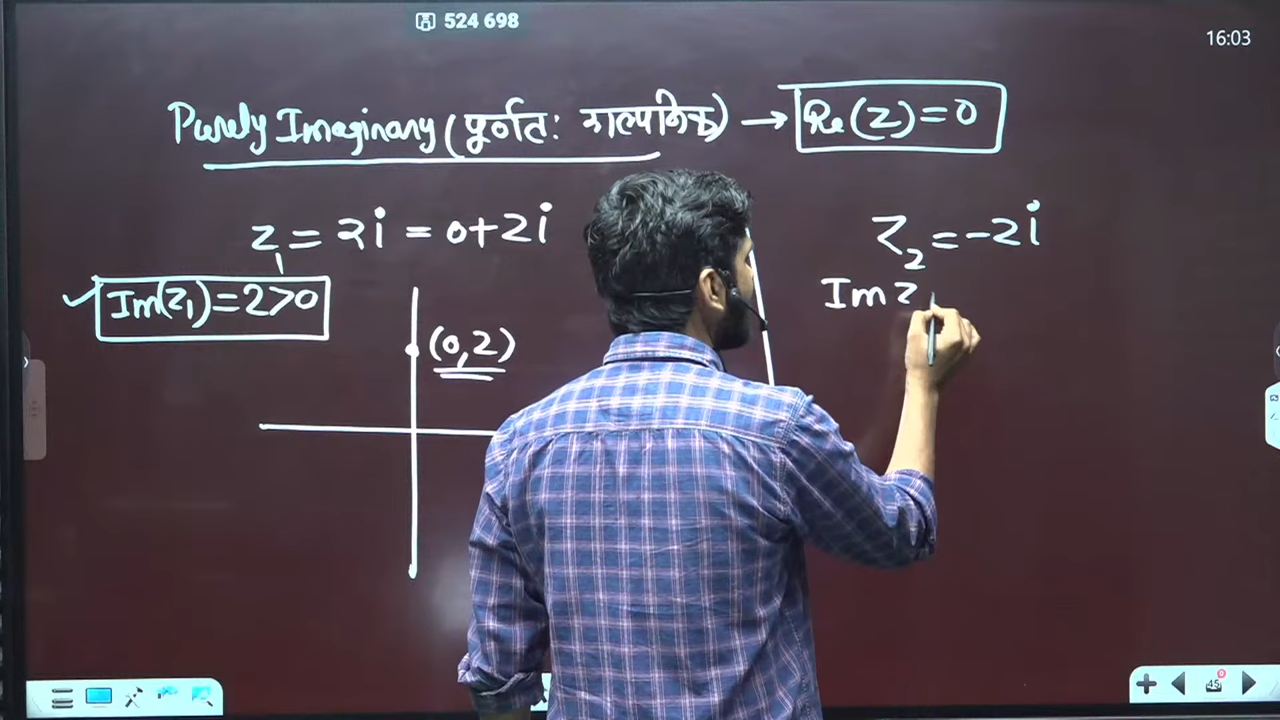 524 698
16:03
Purely Imaginary (पूर्णतः काल्पनिक) → Re(Z)=0
z₁ = 2i = 0+2i
Z₂ = -2i
Im(z₁)=2>0
Im z
(0,2)
45